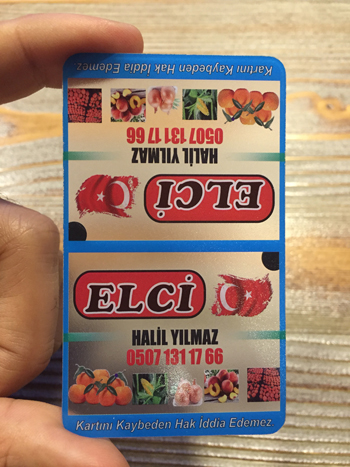 Kartını Kaybeden Hak İddia Edemez
0507 131 17 66
HALİL YILMAZ
ELCİ
ELCİ
HALİL YILMAZ
0507 131 17 66
Kartını Kaybeden Hak İddia Edemez